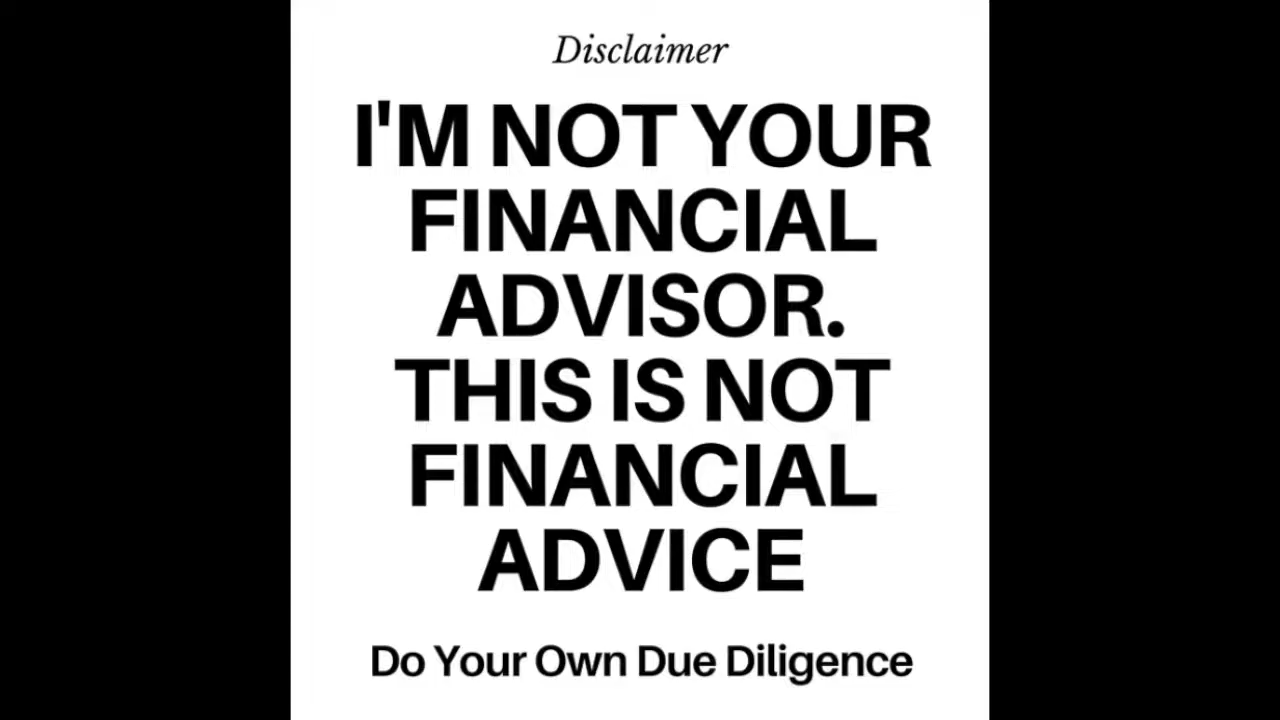 Disclaimer
I'M NOT YOUR
FINANCIAL
ADVISOR.
THIS IS NOT
FINANCIAL
ADVICE
Do Your Own Due Diligence